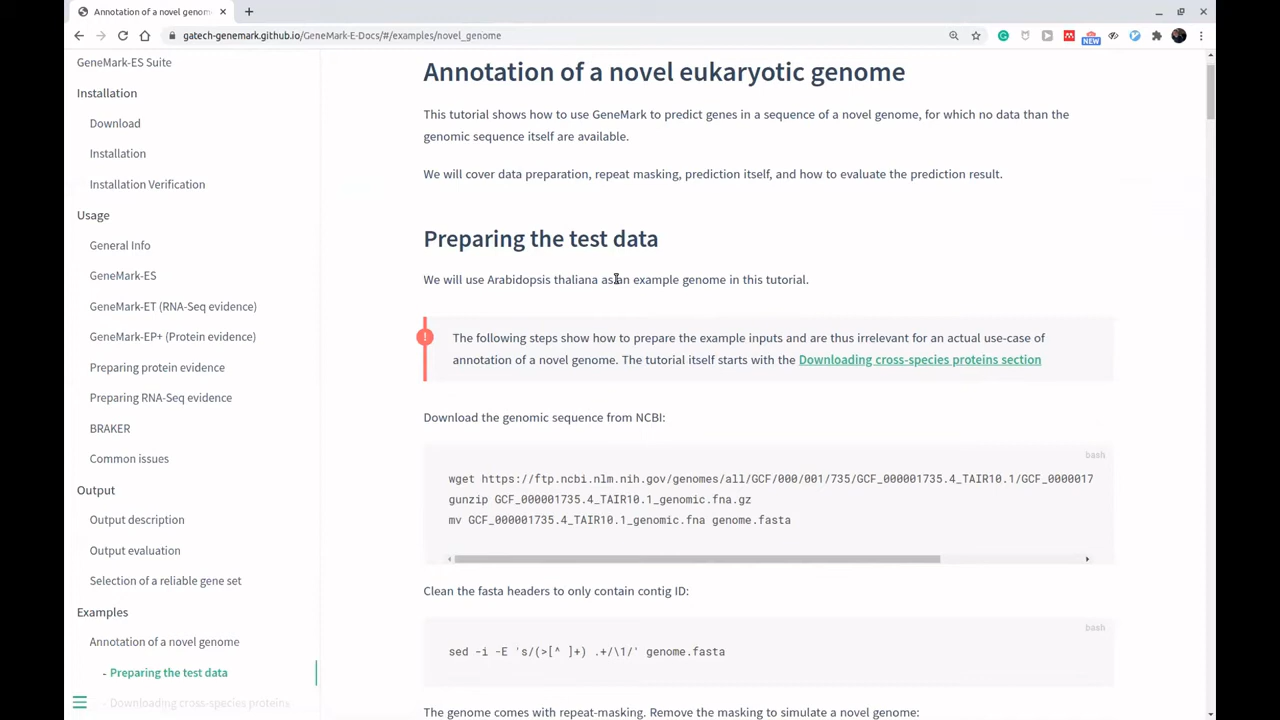 Annotation of a novel genom
gatech-genemark.github.io/GeneMark-E-Docs/#/examples/novel_genome
NEW
GeneMark-ES Suite
Installation
Download
Installation
Installation Verification
Usage
General Info
GeneMark-ES
GeneMark-ET (RNA-Seq evidence)
GeneMark-EP+ (Protein evidence)
Preparing protein evidence
Preparing RNA-Seq evidence
BRAKER
Common issues
Output
Output description
Output evaluation
Selection of a reliable gene set
Examples
Annotation of a novel genome
- Preparing the test data
- Downloading cross-species proteins
Annotation of a novel eukaryotic genome
This tutorial shows how to use GeneMark to predict genes in a sequence of a novel genome, for which no data than the
genomic sequence itself are available.
We will cover data preparation, repeat masking, prediction itself, and how to evaluate the prediction result.
Preparing the test data
We will use Arabidopsis thaliana as an example genome in this tutorial.
!
The following steps show how to prepare the example inputs and are thus irrelevant for an actual use-case of
annotation of a novel genome. The tutorial itself starts with the Downloading cross-species proteins section
Download the genomic sequence from NCBI:
bash
wget https://ftp.ncbi.nlm.nih.gov/genomes/all/GCF/000/001/735/GCF_000001735.4_TAIR10.1/GCF_0000017
gunzip GCF_000001735.4_TAIR10.1_genomic.fna.gz
mv GCF_000001735.4_TAIR10.1_genomic.fna genome.fasta
Clean the fasta headers to only contain contig ID:
bash
sed -i -E 's/(>[^ ]+) .+/\1/' genome.fasta
The genome comes with repeat-masking. Remove the masking to simulate a novel genome: